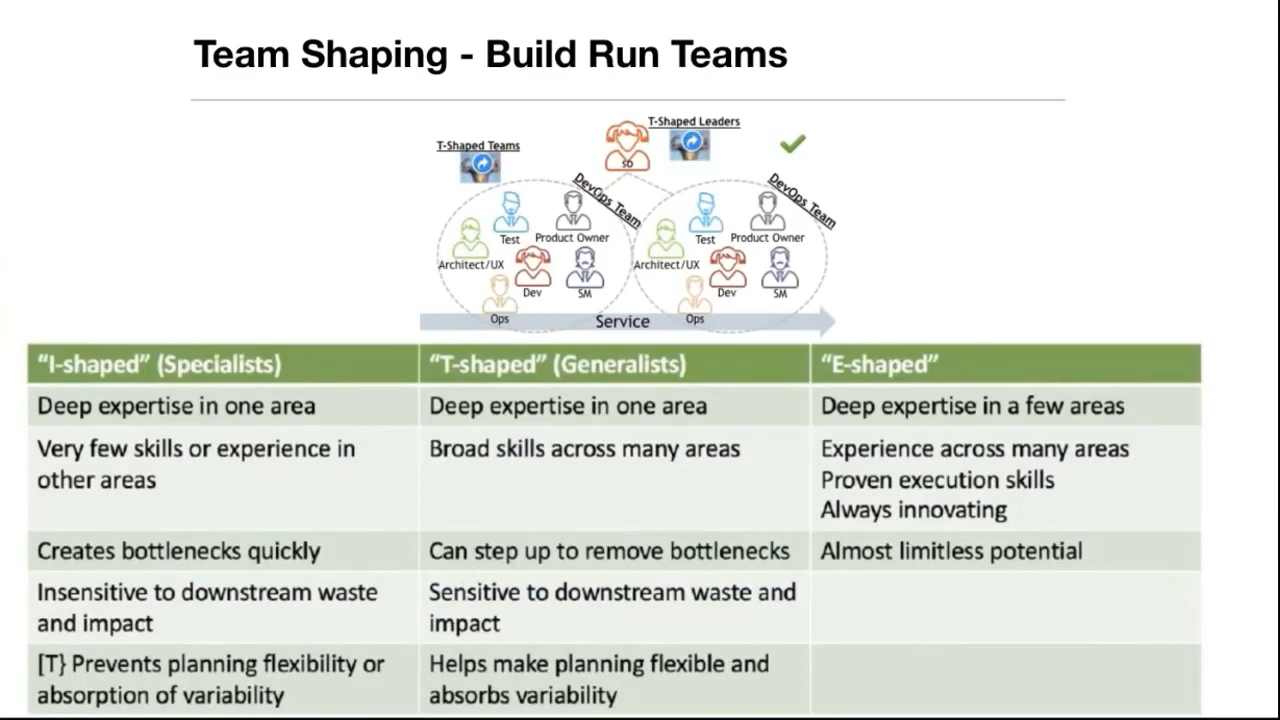 Team Shaping - Build Run Teams
T-Shaped Leaders
T-Shaped Teams
SO
DevOps Team
DevOps Team
Test
Product Owner
Test
Product Owner
Architect/UX
Architect/UX
Dev
SM
Dev
SM
Ops
Service
Ops
“I-shaped” (Specialists)
“T-shaped” (Generalists)
“E-shaped”
Deep expertise in one area
Deep expertise in one area
Deep expertise in a few areas
Very few skills or experience in
other areas
Broad skills across many areas
Experience across many areas
Proven execution skills
Always innovating
Creates bottlenecks quickly
Can step up to remove bottlenecks
Almost limitless potential
Insensitive to downstream waste
and impact
Sensitive to downstream waste and
impact
[T} Prevents planning flexibility or
absorption of variability
Helps make planning flexible and
absorbs variability